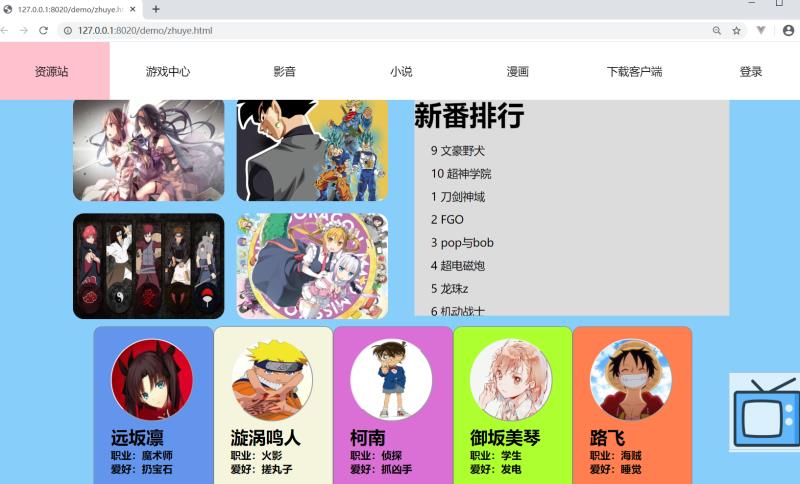 127.0.0.1:8020/demo/zhuye.htm
127.0.0.1:8020/demo/zhuye.html
资源站
游戏中心
影音
小说
漫画
下载客户端
登录
新番排行
9 文豪野犬
10 超神学院
1 刀剑神域
2 FGO
3 pop与bob
4 超电磁炮
5 龙珠z
6 机动战士
远坂凛
职业：魔术师
爱好：扔宝石
漩涡鸣人
职业：火影
爱好：搓丸子
柯南
职业：侦探
爱好：抓凶手
御坂美琴
职业：学生
爱好：发电
路飞
职业：海贼
爱好：睡觉